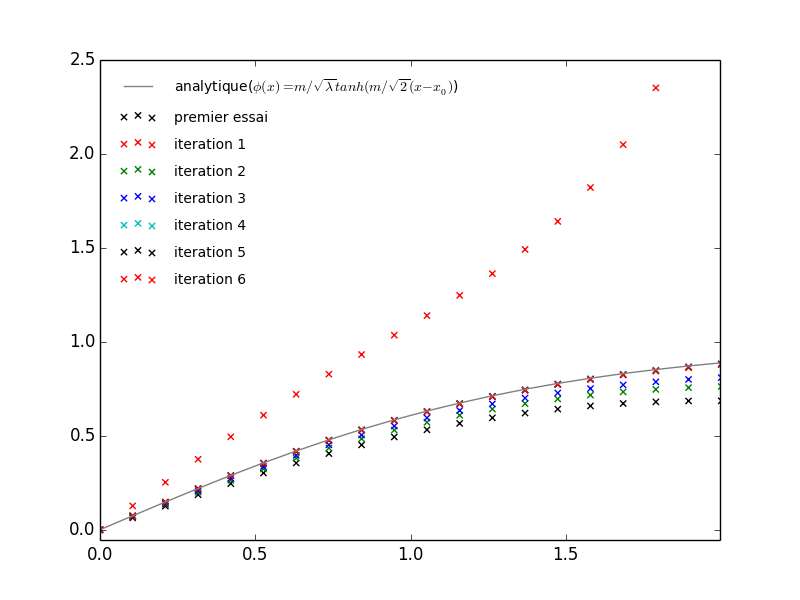 2.5
analytique(ϕ(x)=m/√λtanh(m/√2(x−x₀))
premier essai
iteration 1
2.0
iteration 2
iteration 3
iteration 4
1.5
iteration 5
iteration 6
1.0
0.5
0.0
0.0 0.5 1.0 1.5